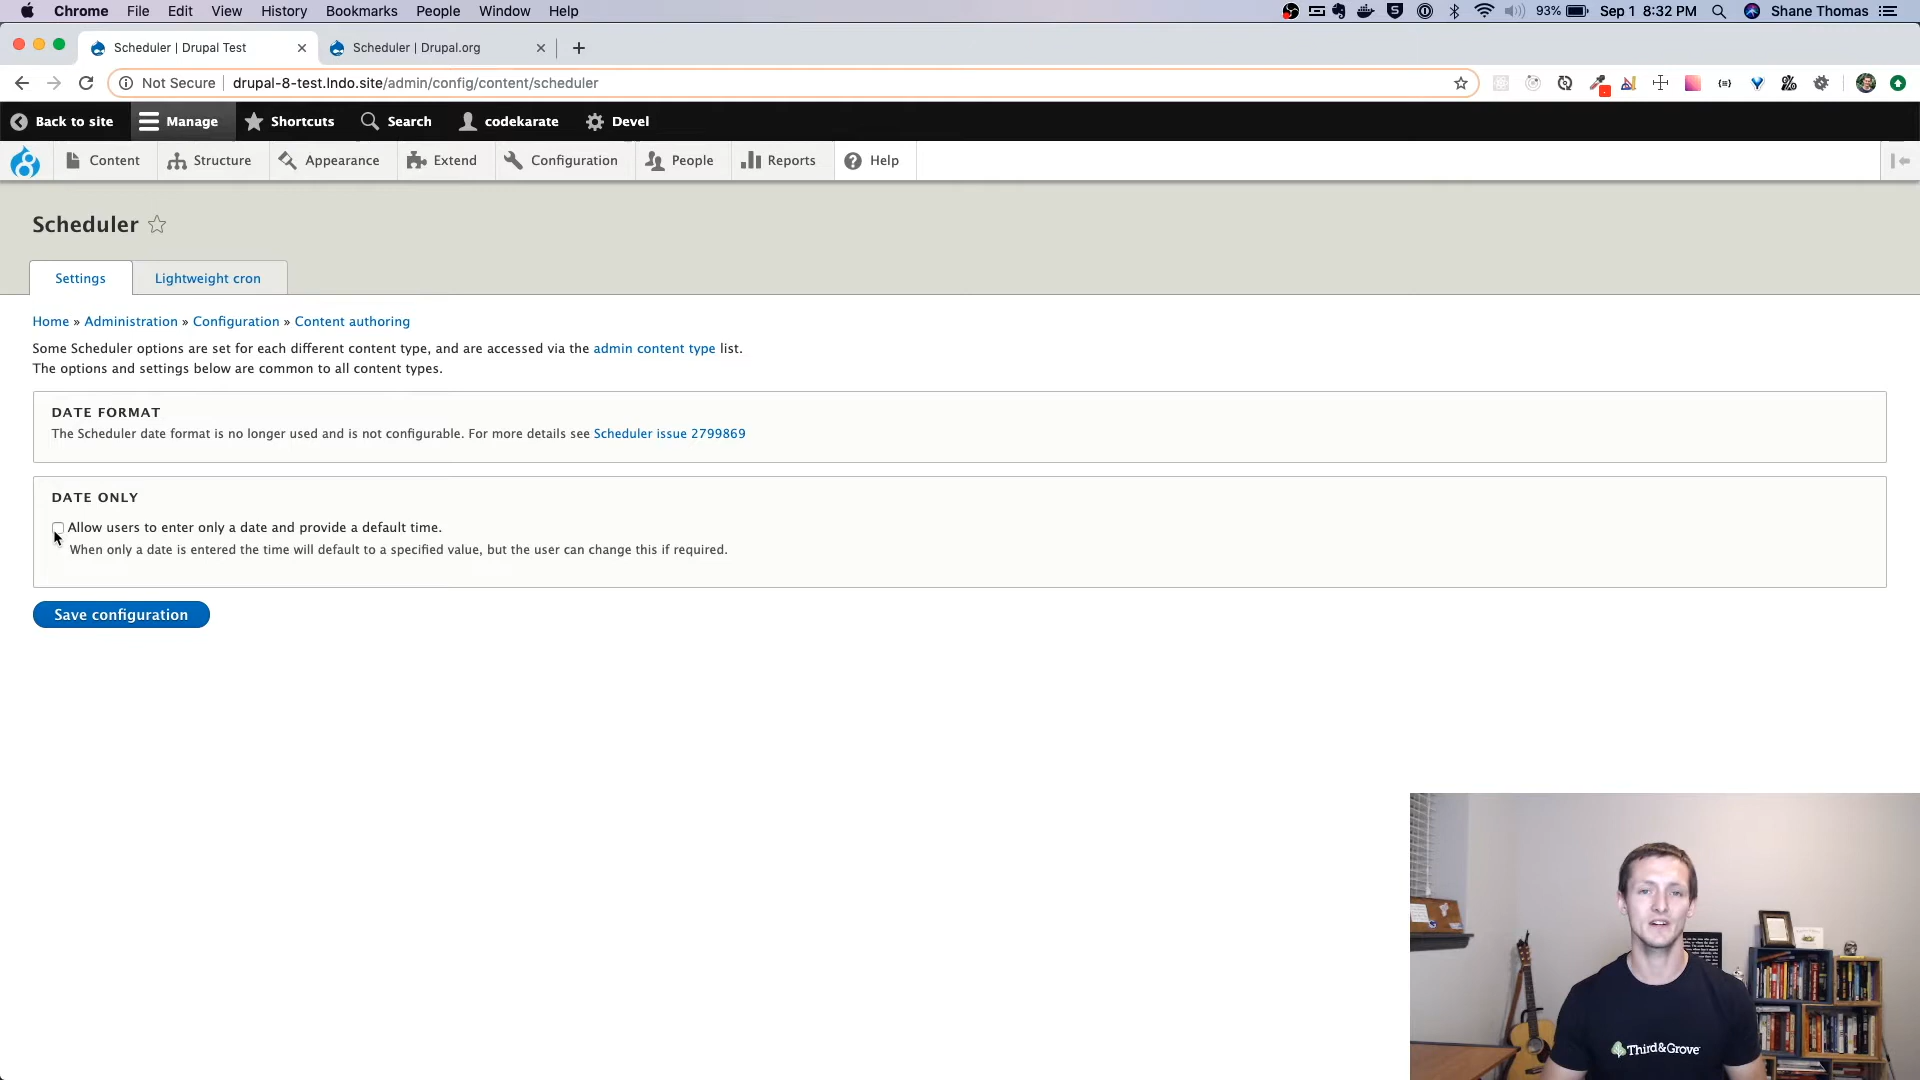 Chrome File Edit View History Bookmarks People Window Help 93% Sep 1 8:32 PM Shane Thomas
Scheduler | Drupal Test Scheduler | Drupal.org
Not Secure drupal-8-test.lndo.site/admin/config/content/scheduler
Back to site Manage Shortcuts Search codekarate Devel
Content Structure Appearance Extend Configuration People Reports Help
Scheduler
Settings Lightweight cron
Home » Administration » Configuration » Content authoring
Some Scheduler options are set for each different content type, and are accessed via the admin content type list.
The options and settings below are common to all content types.
DATE FORMAT
The Scheduler date format is no longer used and is not configurable. For more details see Scheduler issue 2799869
DATE ONLY
Allow users to enter only a date and provide a default time.
When only a date is entered the time will default to a specified value, but the user can change this if required.
Save configuration
Third&Grove